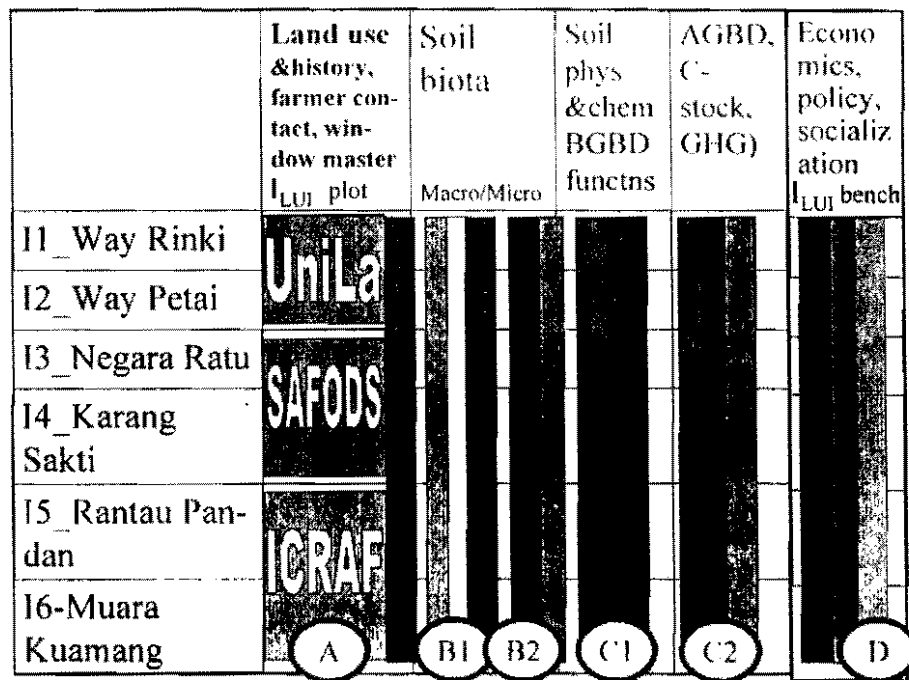 Land use
&history,
farmer con-
tact, win-
dow master
I_LUI plot
Soil
biota
Macro/Micro
Soil
phys
&chem
BGBD
functns
AGBD,
C-
stock,
GHG)
Econo
mics,
policy,
socializ
ation
I_LUI bench
I1_Way Rinki
I2_Way Petai
UniLa
I3_Negara Ratu
I4_Karang
Sakti
SAFODS
I5_Rantau Pan-
dan
I6-Muara
Kuamang
ICRAF
A
B1
B2
C1
C2
D